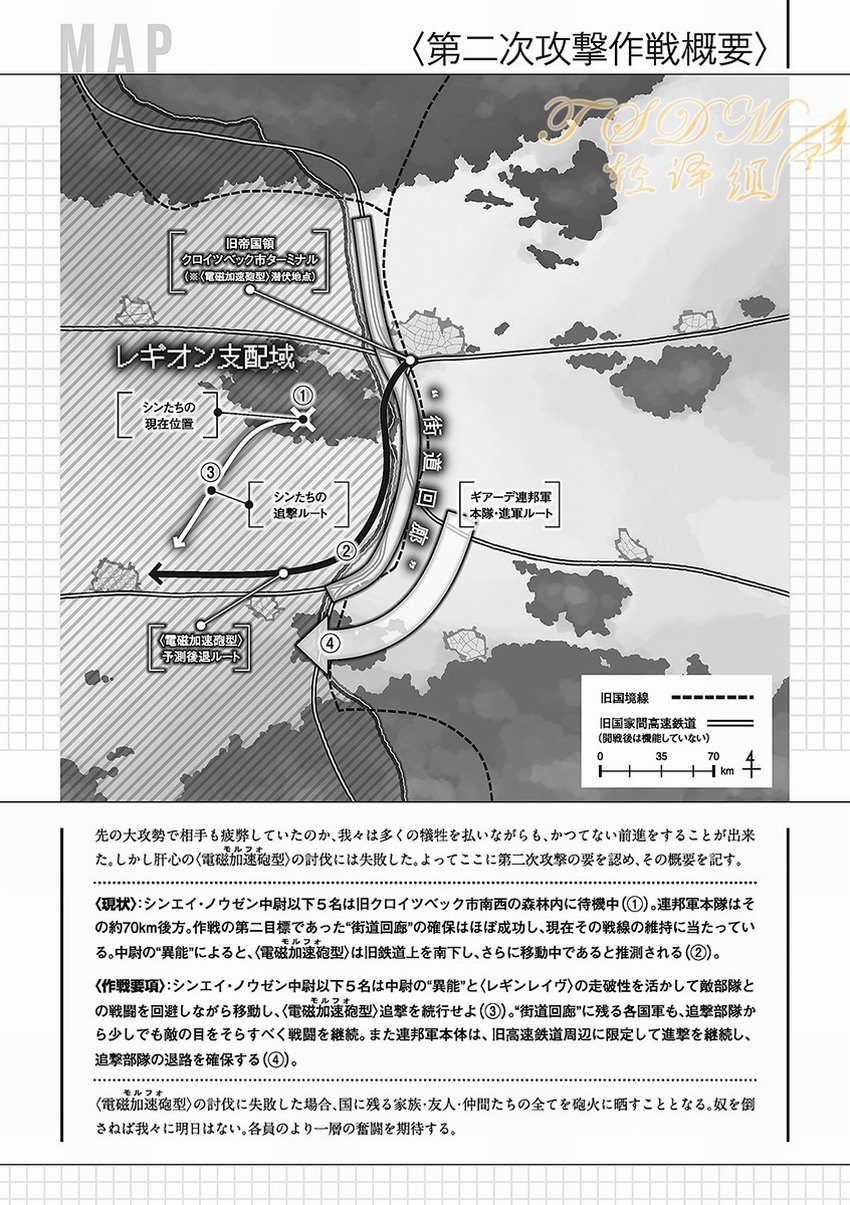 MAP
〈第二次攻撃作戦概要〉
TSDM
轻译组
旧帝国領
クロイツベック市ターミナル
(※〈電磁加速砲型〉潜伏地点)
レギオン支配域
①
シンたちの
現在位置
③
シンたちの
追撃ルート
“街道回廊”
ギアーデ連邦軍
本隊・進軍ルート
②
④
〈電磁加速砲型〉
予測後退ルート
旧国境線
旧国家間高速鉄道
(開戦後は機能していない)
0 35 70 km
先の大攻勢で相手も疲弊していたのか、我々は多くの犠牲を払いながらも、かつてない前進をすることが出来
モルフォ
た。しかし肝心の〈電磁加速砲型〉の討伐には失敗した。よってここに第二次攻撃の要を認め、その概要を記す。
〈現状〉：シンエイ・ノウゼン中尉以下５名は旧クロイツベック市南西の森林内に待機中（①）。連邦軍本隊はそ
の約70km後方。作戦の第二目標であった“街道回廊”の確保はほぼ成功し、現在その戦線の維持に当たってい
モルフォ
る。中尉の“異能”によると、〈電磁加速砲型〉は旧鉄道上を南下し、さらに移動中であると推測される（②）。
〈作戦要項〉：シンエイ・ノウゼン中尉以下５名は中尉の“異能”と〈レギンレイヴ〉の走破性を活かして敵部隊と
モルフォ
の戦闘を回避しながら移動し、〈電磁加速砲型〉追撃を続行せよ（③）。“街道回廊”に残る各国軍も、追撃部隊か
ら少しでも敵の目をそらすべく戦闘を継続。また連邦軍本体は、旧高速鉄道周辺に限定して進撃を継続し、
追撃部隊の退路を確保する（④）。
モルフォ
〈電磁加速砲型〉の討伐に失敗した場合、国に残る家族・友人・仲間たちの全てを砲火に晒すこととなる。奴を倒
さねば我々に明日はない。各員のより一層の奮闘を期待する。